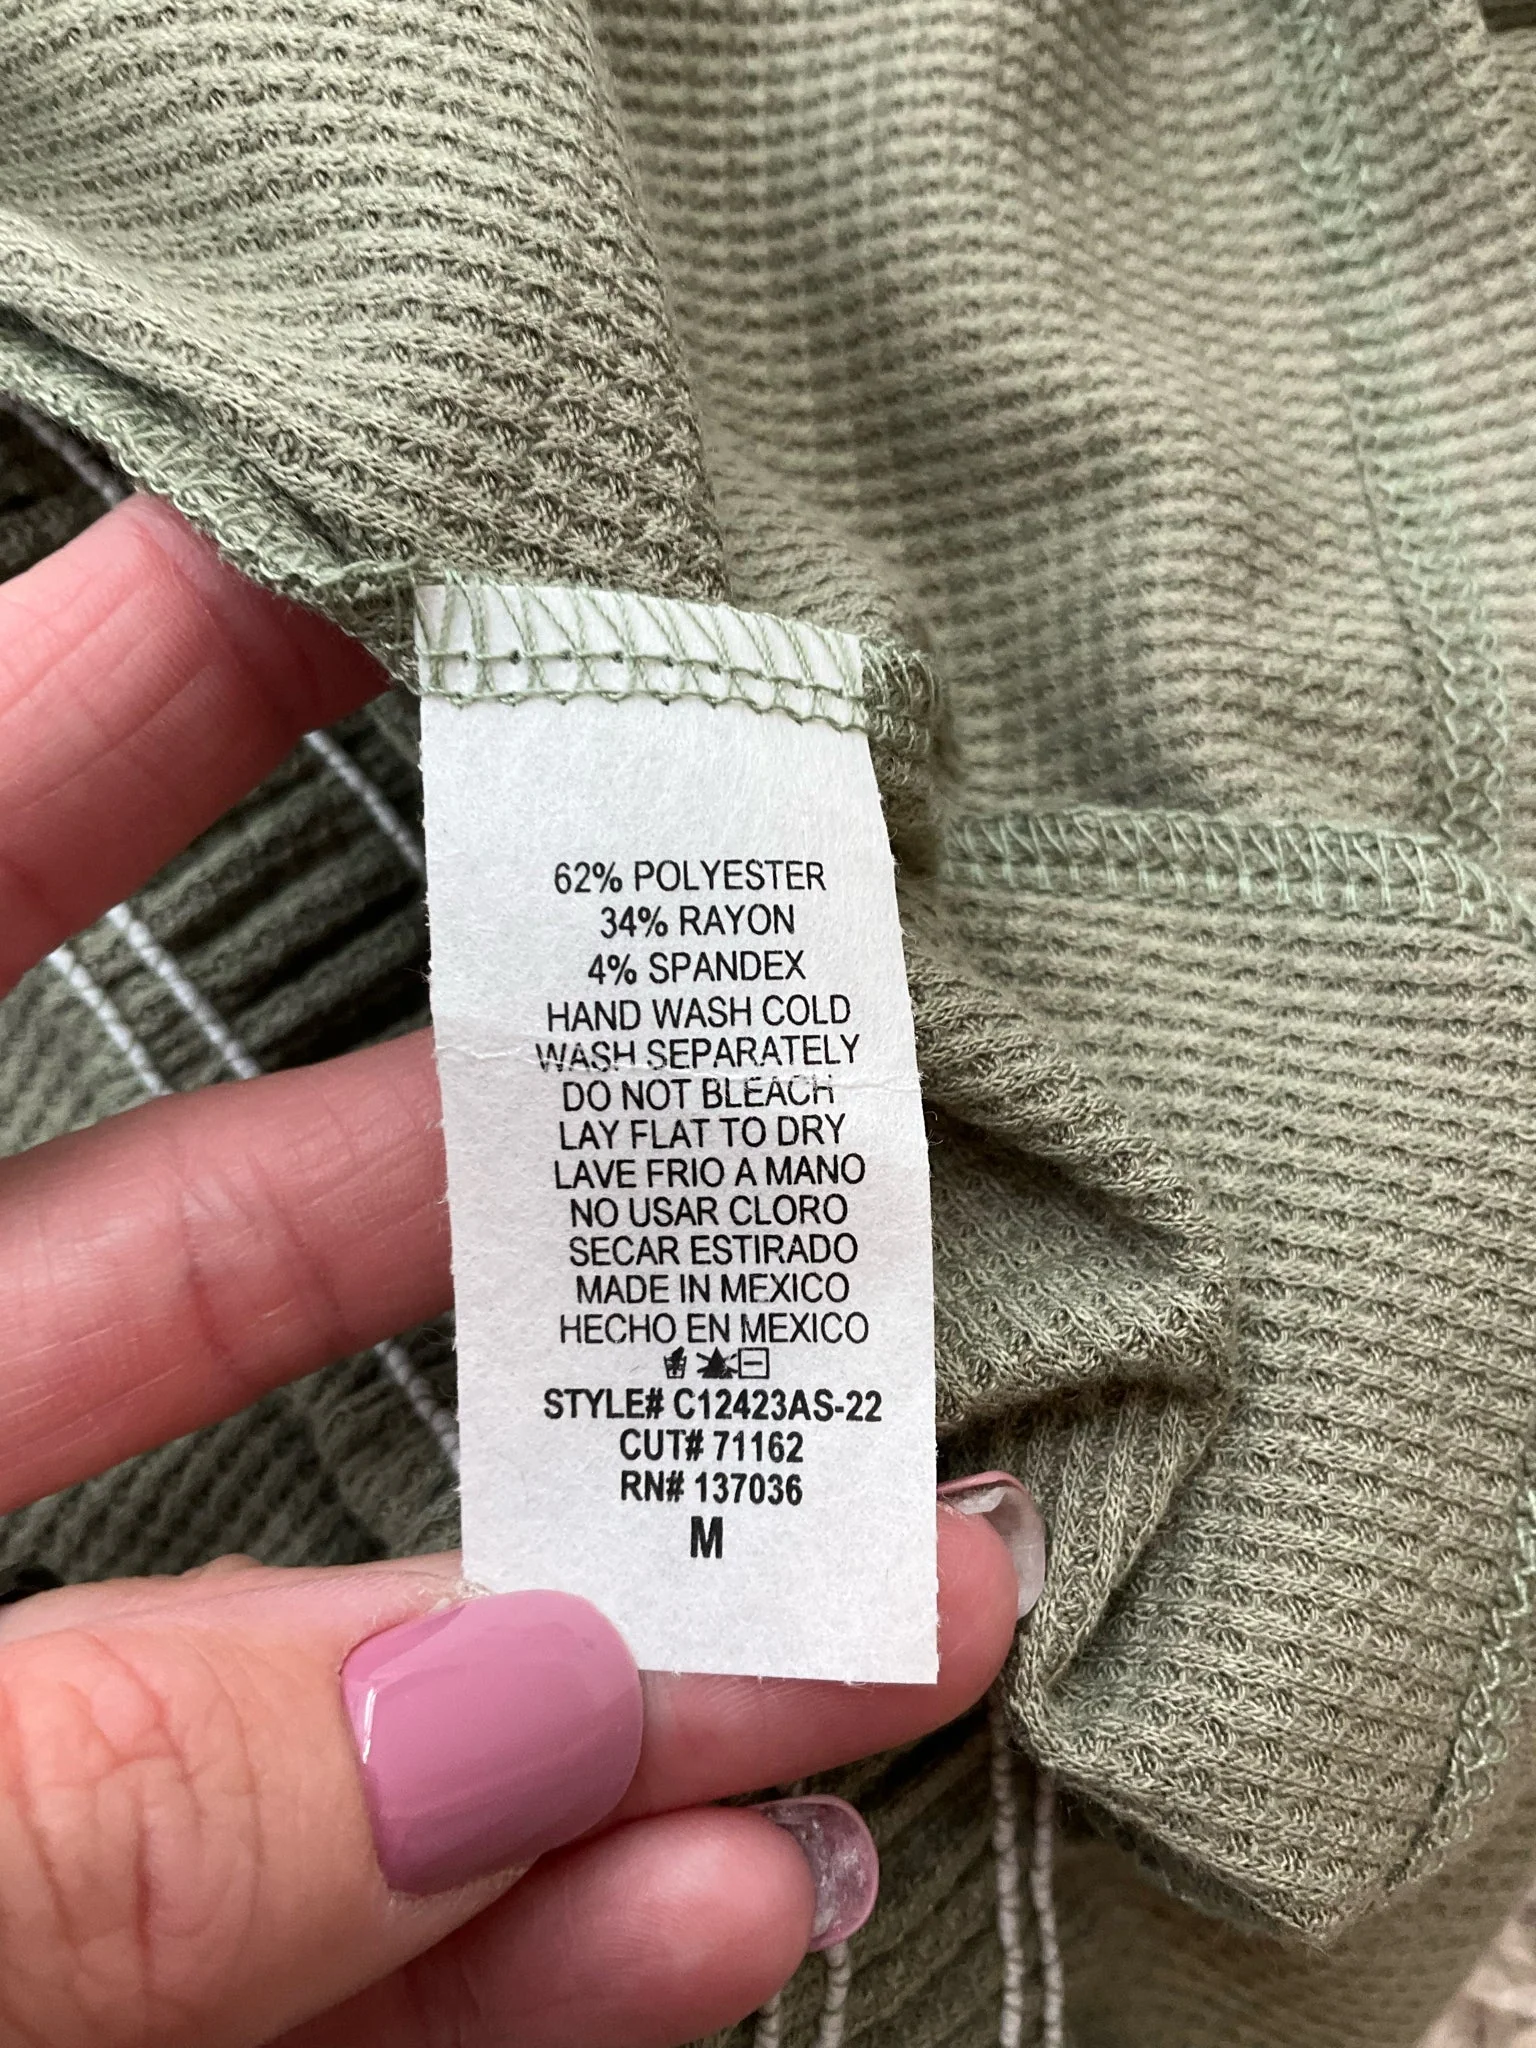 62% POLYESTER
34% RAYON
4% SPANDEX
HAND WASH COLD
WASH SEPARATELY
DO NOT BLEACH
LAY FLAT TO DRY
LAVE FRIO A MANO
NO USAR CLORO
SECAR ESTIRADO
MADE IN MEXICO
HECHO EN MEXICO
STYLE# C12423AS-22
CUT# 71162
RN# 137036
M